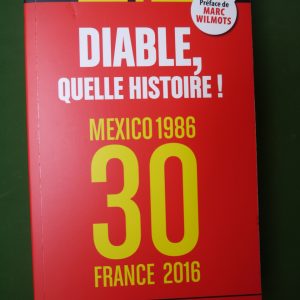 Préface de
MARC
WILMOTS
DIABLE,
QUELLE HISTOIRE !
MEXICO 1986
30
FRANCE 2016